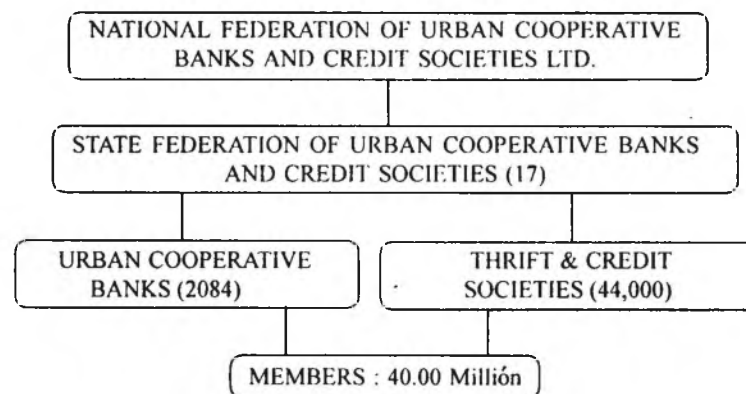 NATIONAL FEDERATION OF URBAN COOPERATIVE
BANKS AND CREDIT SOCIETIES LTD.
STATE FEDERATION OF URBAN COOPERATIVE BANKS
AND CREDIT SOCIETIES (17)
URBAN COOPERATIVE
BANKS (2084)
THRIFT & CREDIT
SOCIETIES (44,000)
MEMBERS : 40.00 Millión